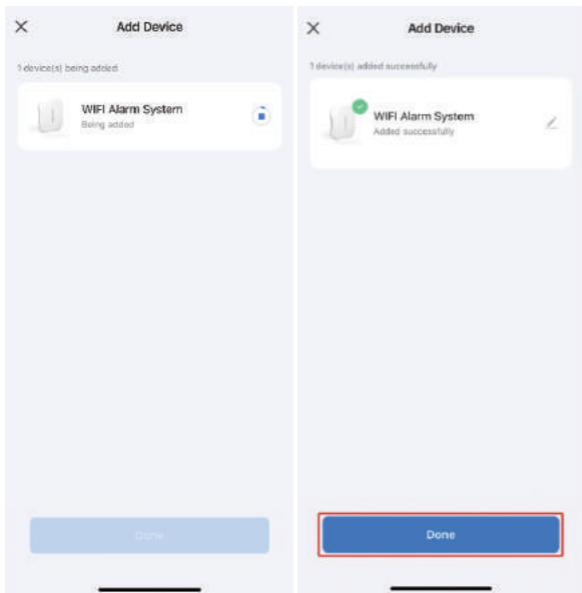 Add Device
1 device(s) being added
WIFI Alarm System
Being added
Done
Add Device
1 device(s) added successfully
WIFI Alarm System
Added successfully
Done